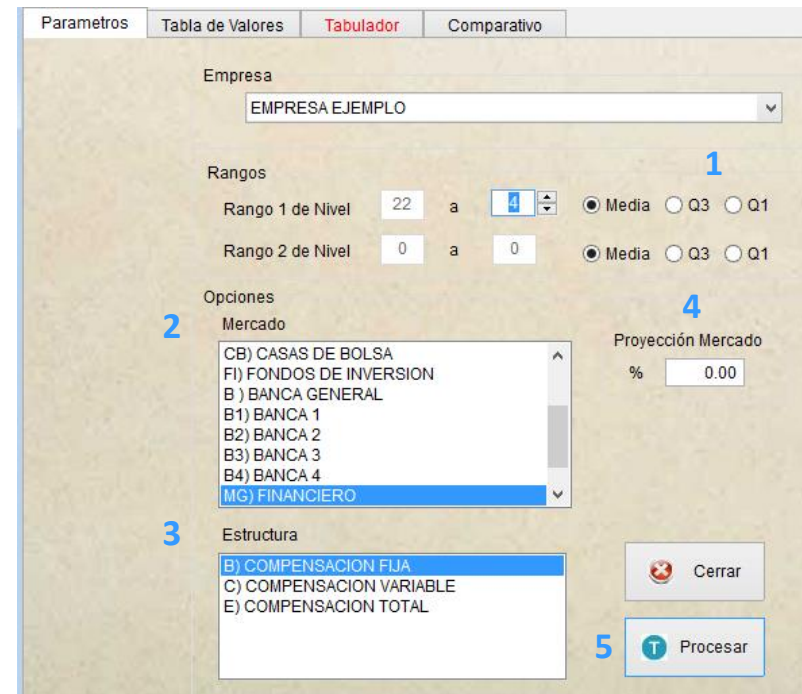 Parametros Tabla de Valores Tabulador Comparativo
Empresa
EMPRESA EJEMPLO
1
Rangos
Rango 1 de Nivel 22 a 4 Media Q3 Q1
Rango 2 de Nivel 0 a 0 Media Q3 Q1
Opciones
4
2 Mercado
Proyección Mercado
% 0.00
CB) CASAS DE BOLSA
FI) FONDOS DE INVERSION
B ) BANCA GENERAL
B1) BANCA 1
B2) BANCA 2
B3) BANCA 3
B4) BANCA 4
MG) FINANCIERO
3 Estructura
B) COMPENSACION FIJA
C) COMPENSACION VARIABLE
E) COMPENSACION TOTAL
Cerrar
5 T Procesar